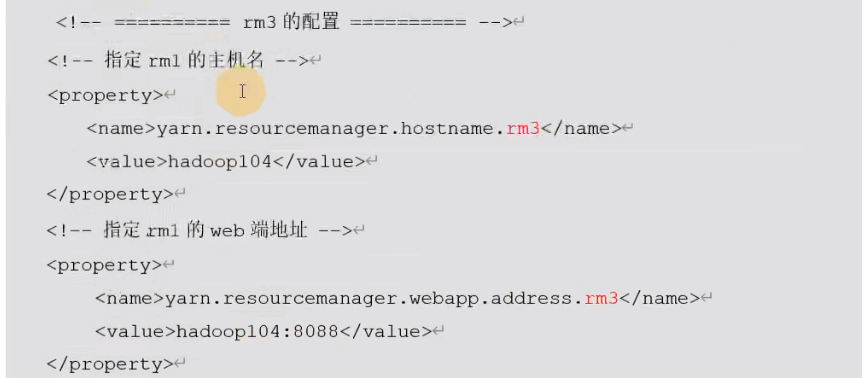 <!-- ========== rm3 的配置 ========== -->
<!-- 指定 rm1 的主机名 -->
<property>
<name>yarn.resourcemanager.hostname.rm3</name>
<value>hadoop104</value>
</property>
<!-- 指定 rm1 的 web 端地址 -->
<property>
<name>yarn.resourcemanager.webapp.address.rm3</name>
<value>hadoop104:8088</value>
</property>